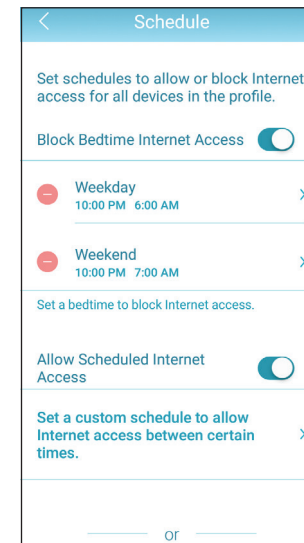 Schedule
Set schedules to allow or block Internet
access for all devices in the profile.
Block Bedtime Internet Access
Weekday
10:00 PM 6:00 AM
Weekend
10:00 PM 7:00 AM
Set a bedtime to block Internet access.
Allow Scheduled Internet
Access
Set a custom schedule to allow
Internet access between certain
times.
or